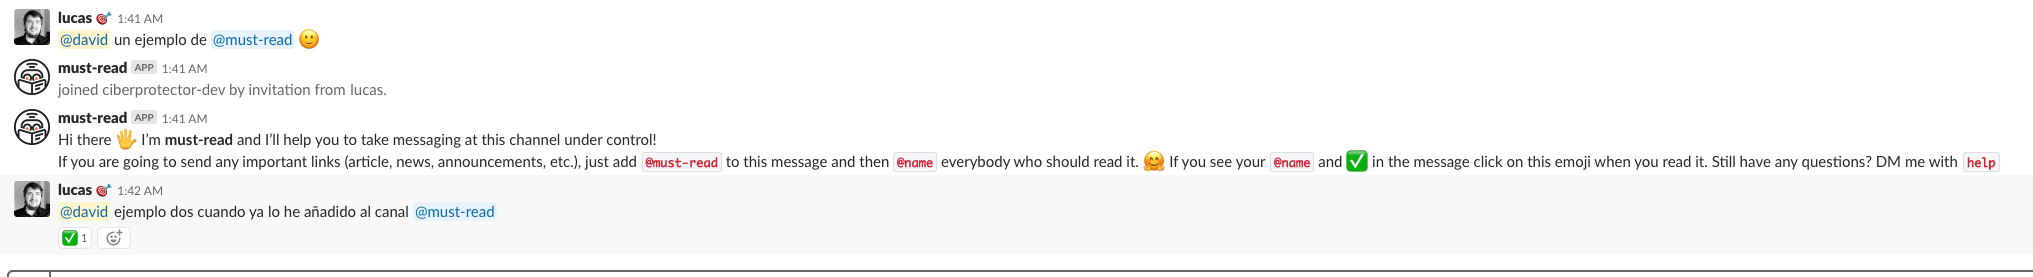 lucas 1:41 AM
@david un ejemplo de @must-read
must-read APP 1:41 AM
joined ciberprotector-dev by invitation from lucas.
must-read APP 1:41 AM
Hi there 🖐 I'm must-read and I'll help you to take messaging at this channel under control!
If you are going to send any important links (article, news, announcements, etc.), just add @must-read to this message and then @name everybody who should read it. 🤗 If you see your @name and ✅ in the message click on this emoji when you read it. Still have any questions? DM me with help
lucas 1:42 AM
@david ejemplo dos cuando ya lo he añadido al canal @must-read
✅ 1